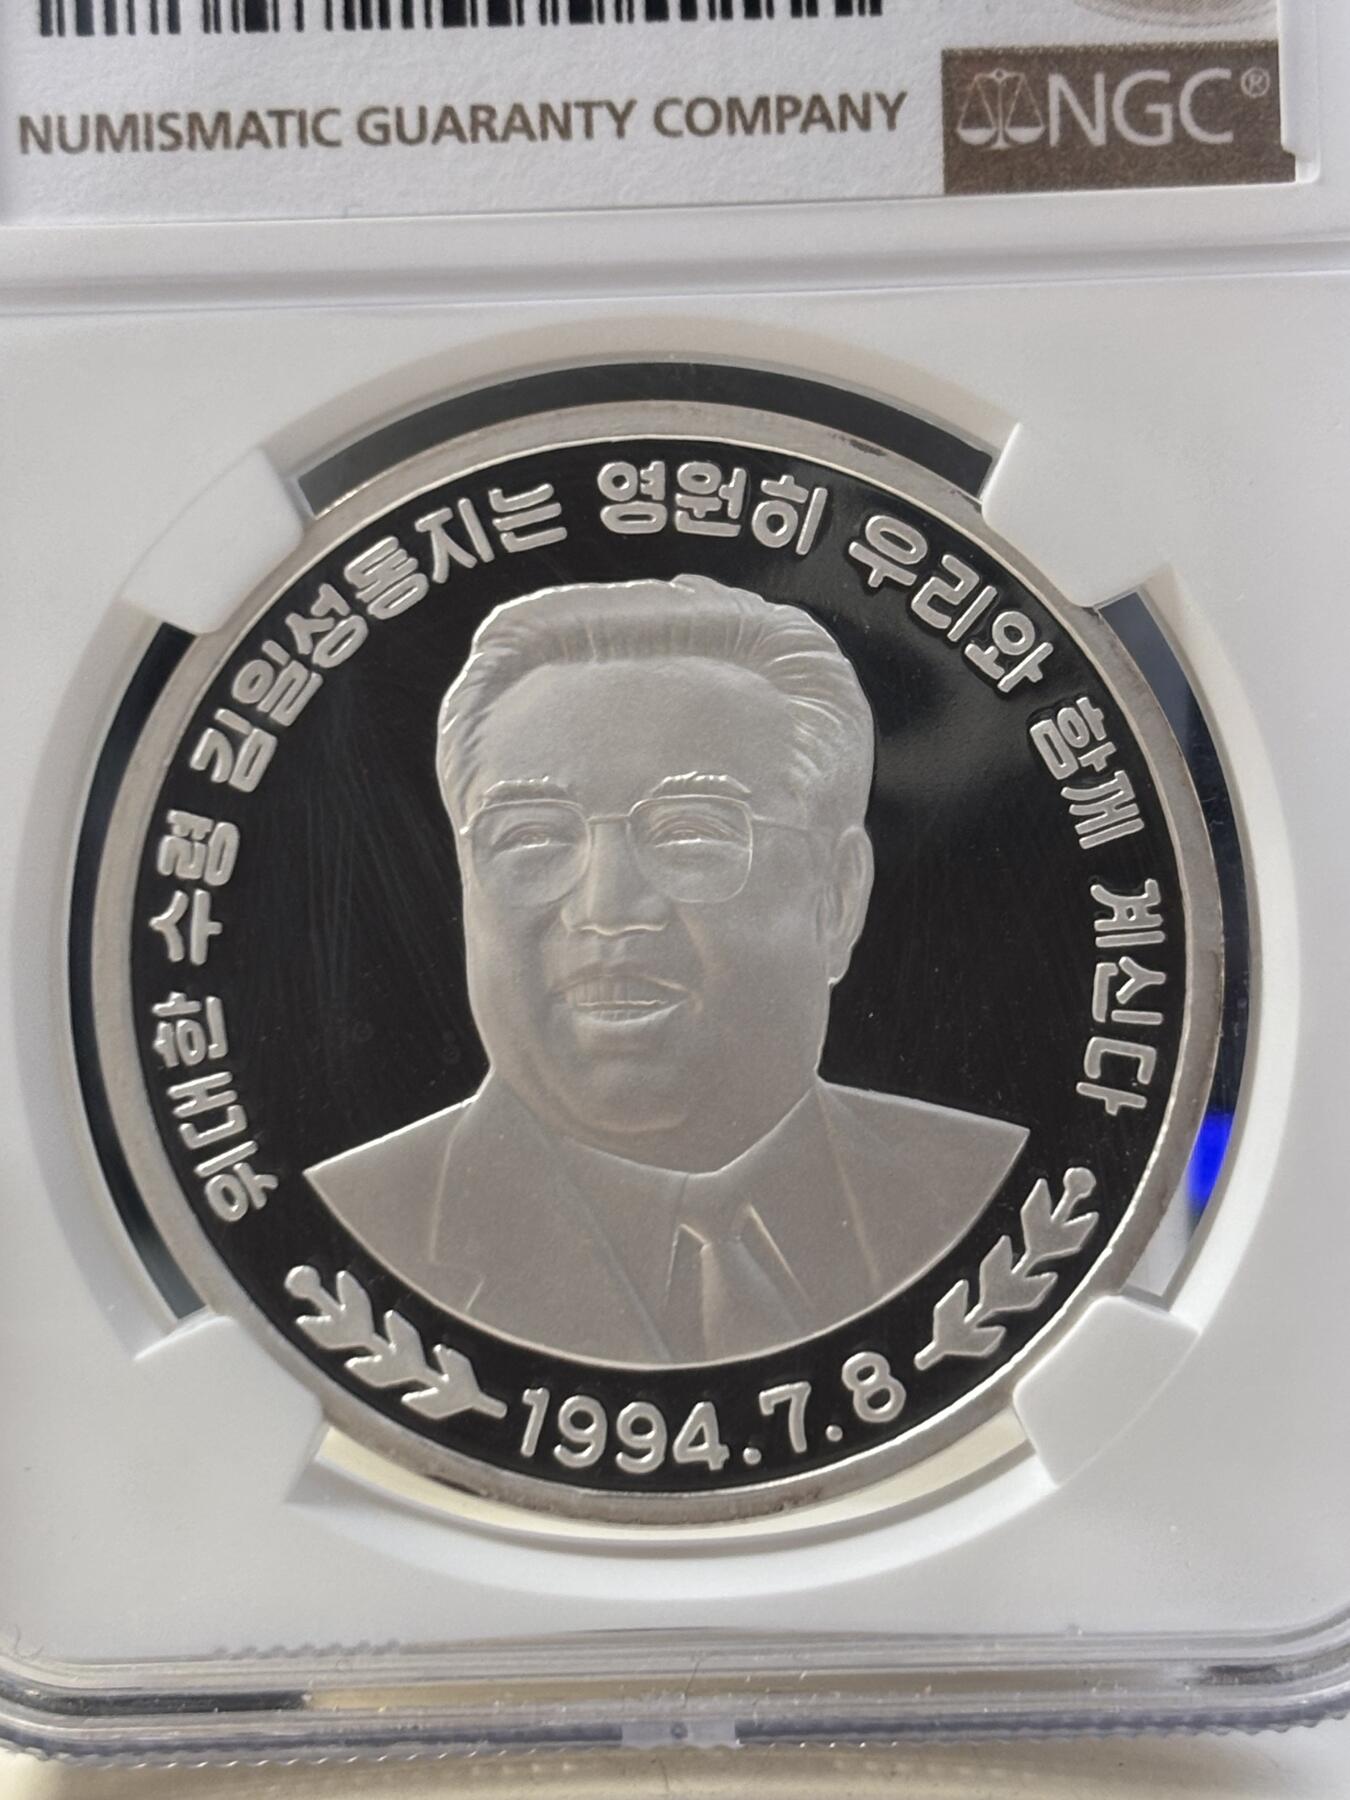 NUMISMATIC GUARANTY COMPANY
NGC®
위대한 수령 김일성동지는 영원히 우리와 함께 계신다
1994.7.8